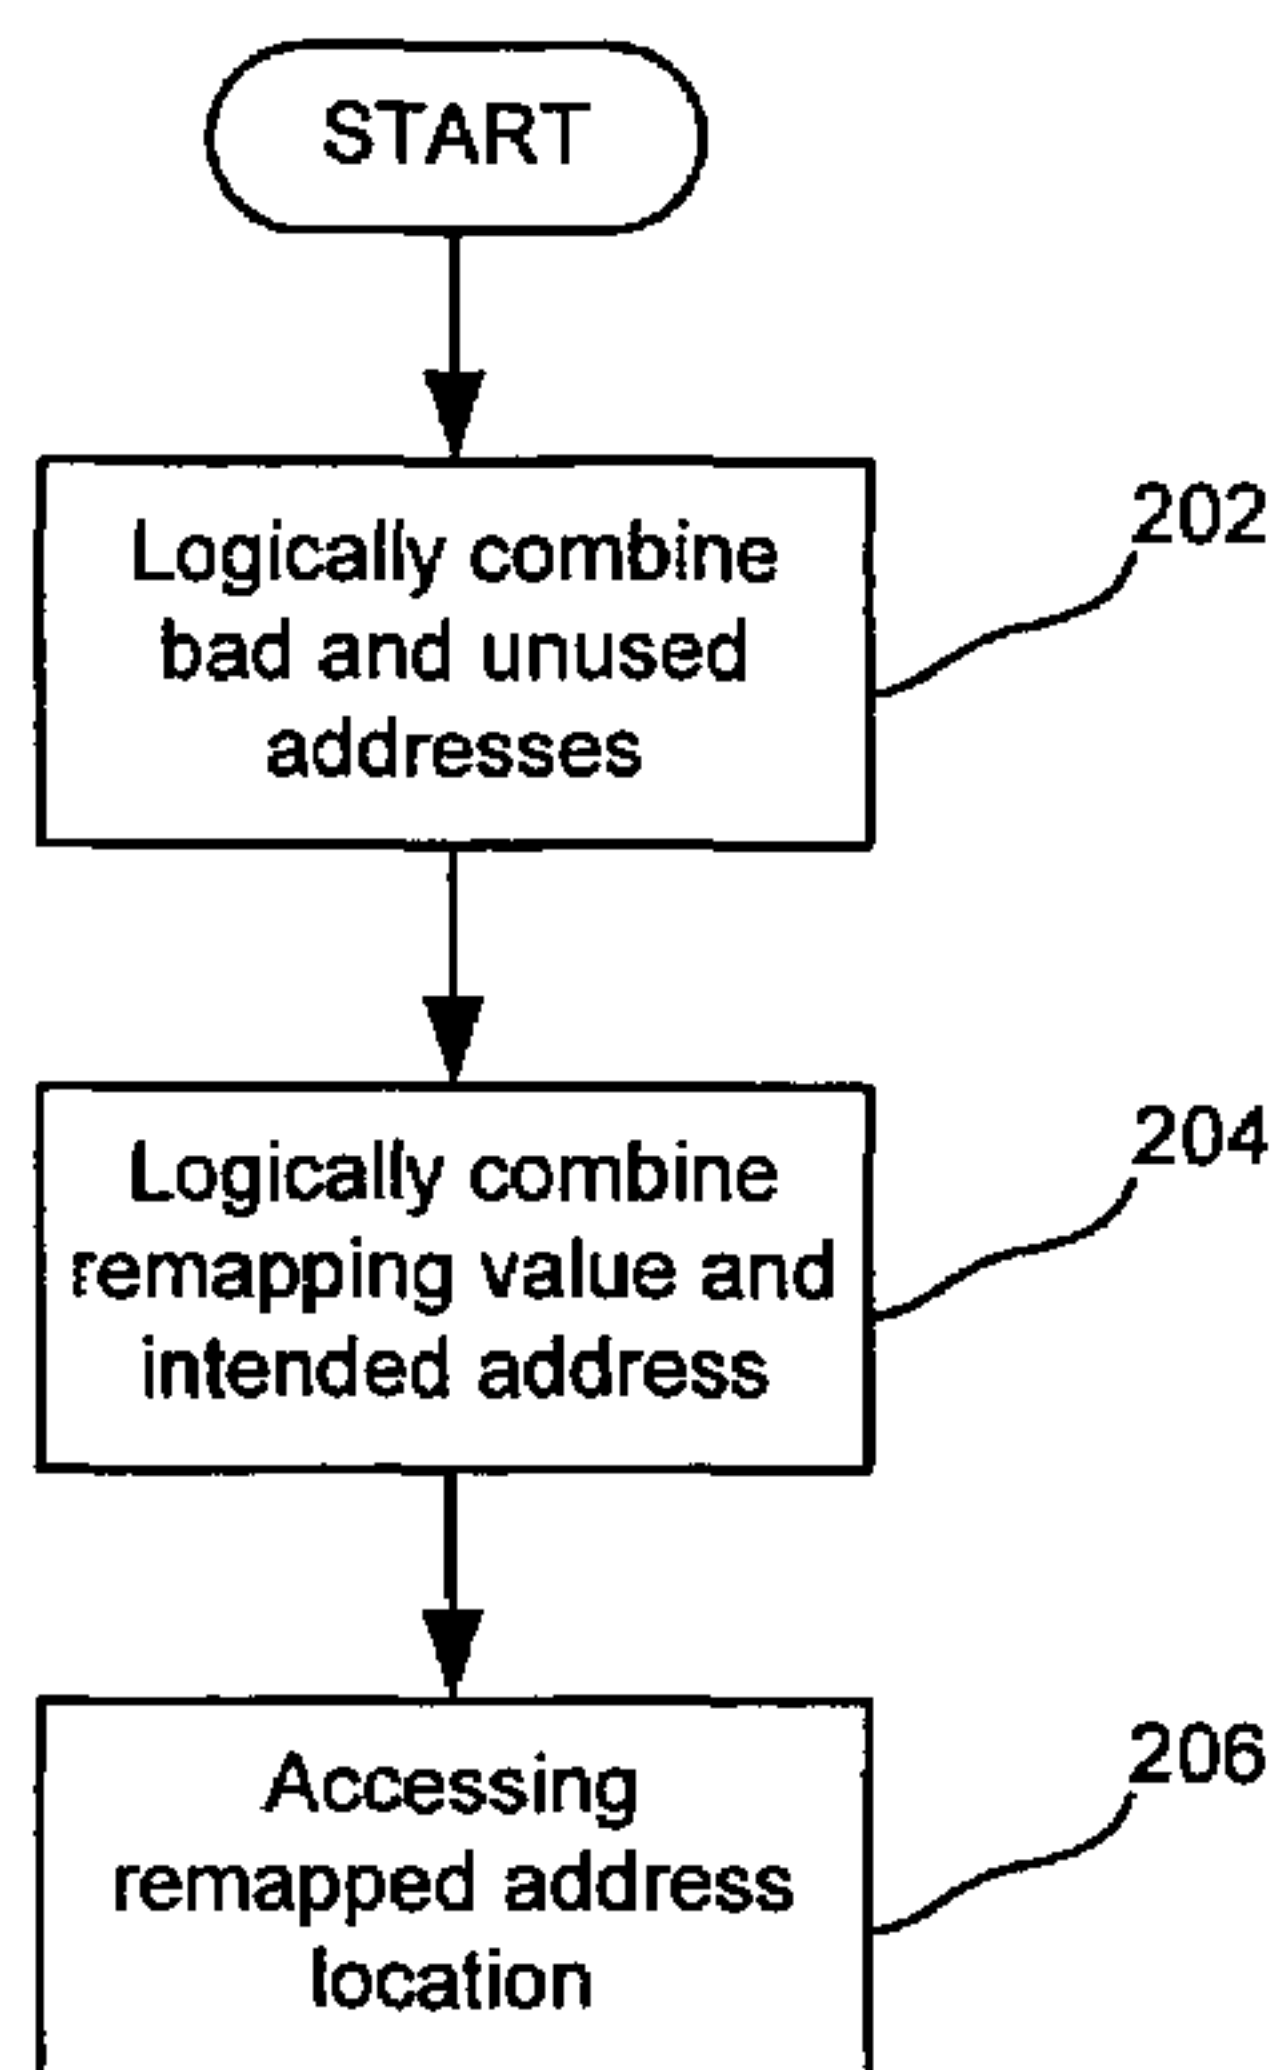 START
Logically combine
bad and unused
addresses
202
Logically combine
remapping value and
intended address
204
Accessing
remapped address
location
206